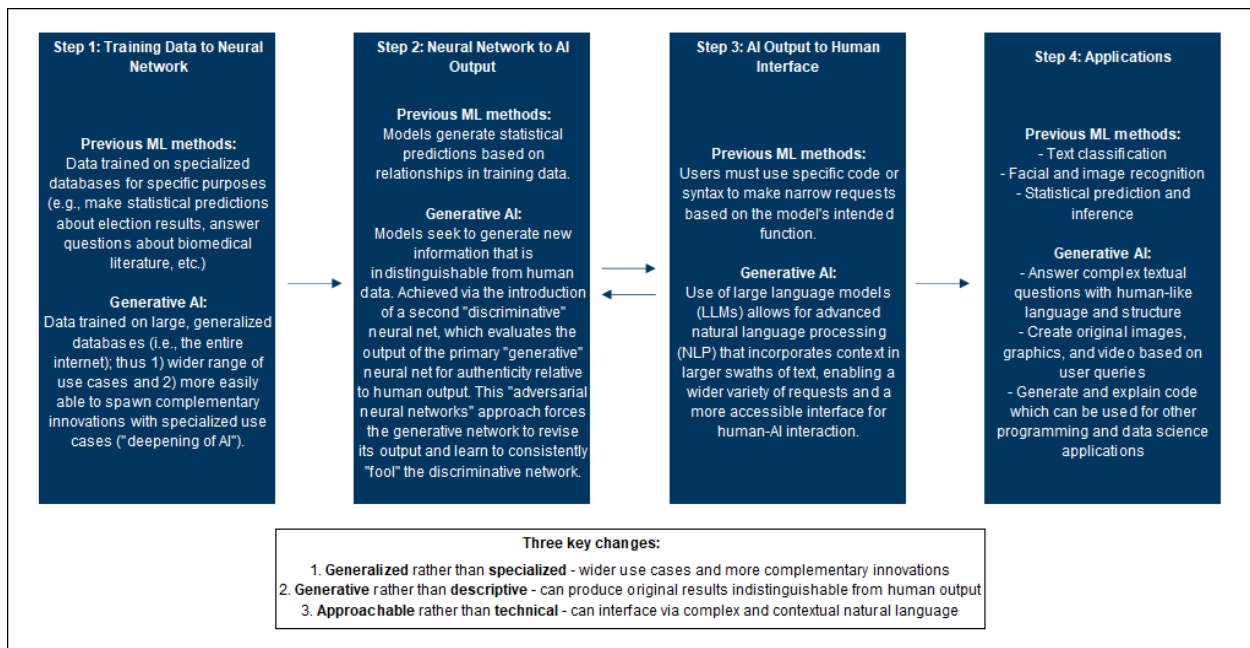 Step 1: Training Data to Neural
Network
Previous ML methods:
Data trained on specialized
databases for specific purposes
(e.g., make statistical predictions
about election results, answer
questions about biomedical
literature, etc.)
Generative AI:
Data trained on large, generalized
databases (i.e., the entire
internet); thus 1) wider range of
use cases and 2) more easily
able to spawn complementary
innovations with specialized use
cases ("deepening of AI").
Step 2: Neural Network to AI
Output
Previous ML methods:
Models generate statistical
predictions based on
relationships in training data.
Generative AI:
Models seek to generate new
information that is
indistinguishable from human
data. Achieved via the introduction
of a second "discriminative"
neural net, which evaluates the
output of the primary "generative"
neural net for authenticity relative
to human output. This "adversarial
neural networks" approach forces
the generative network to revise
its output and learn to consistently
"fool" the discriminative network.
Step 3: AI Output to Human
Interface
Previous ML methods:
Users must use specific code or
syntax to make narrow requests
based on the model's intended
function.
Generative AI:
Use of large language models
(LLMs) allows for advanced
natural language processing
(NLP) that incorporates context in
larger swaths of text, enabling a
wider variety of requests and a
more accessible interface for
human-AI interaction.
Step 4: Applications
Previous ML methods:
- Text classification
- Facial and image recognition
- Statistical prediction and
inference
Generative AI:
- Answer complex textual
questions with human-like
language and structure
- Create original images,
graphics, and video based on
user queries
- Generate and explain code
which can be used for other
programming and data science
applications
Three key changes:
1. Generalized rather than specialized - wider use cases and more complementary innovations
2. Generative rather than descriptive - can produce original results indistinguishable from human output
3. Approachable rather than technical - can interface via complex and contextual natural language